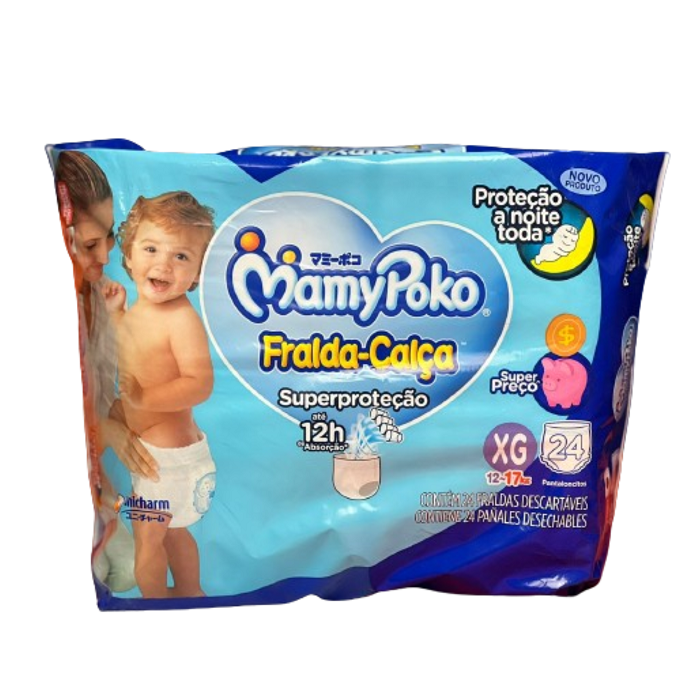 NOVO
PRODUTO
Proteção
a noite
toda*
マミーポコ
MamyPoko
Fralda-Calça
Superproteção
até
12h
de Absorção*
Super
Preço
XG
12-17KG
24
Pantaloncitos
CONTÉM 24 FRALDAS DESCARTÁVEIS
CONTIENE 24 PAÑALES DESECHABLES
unicharm
ユニ・チャーム